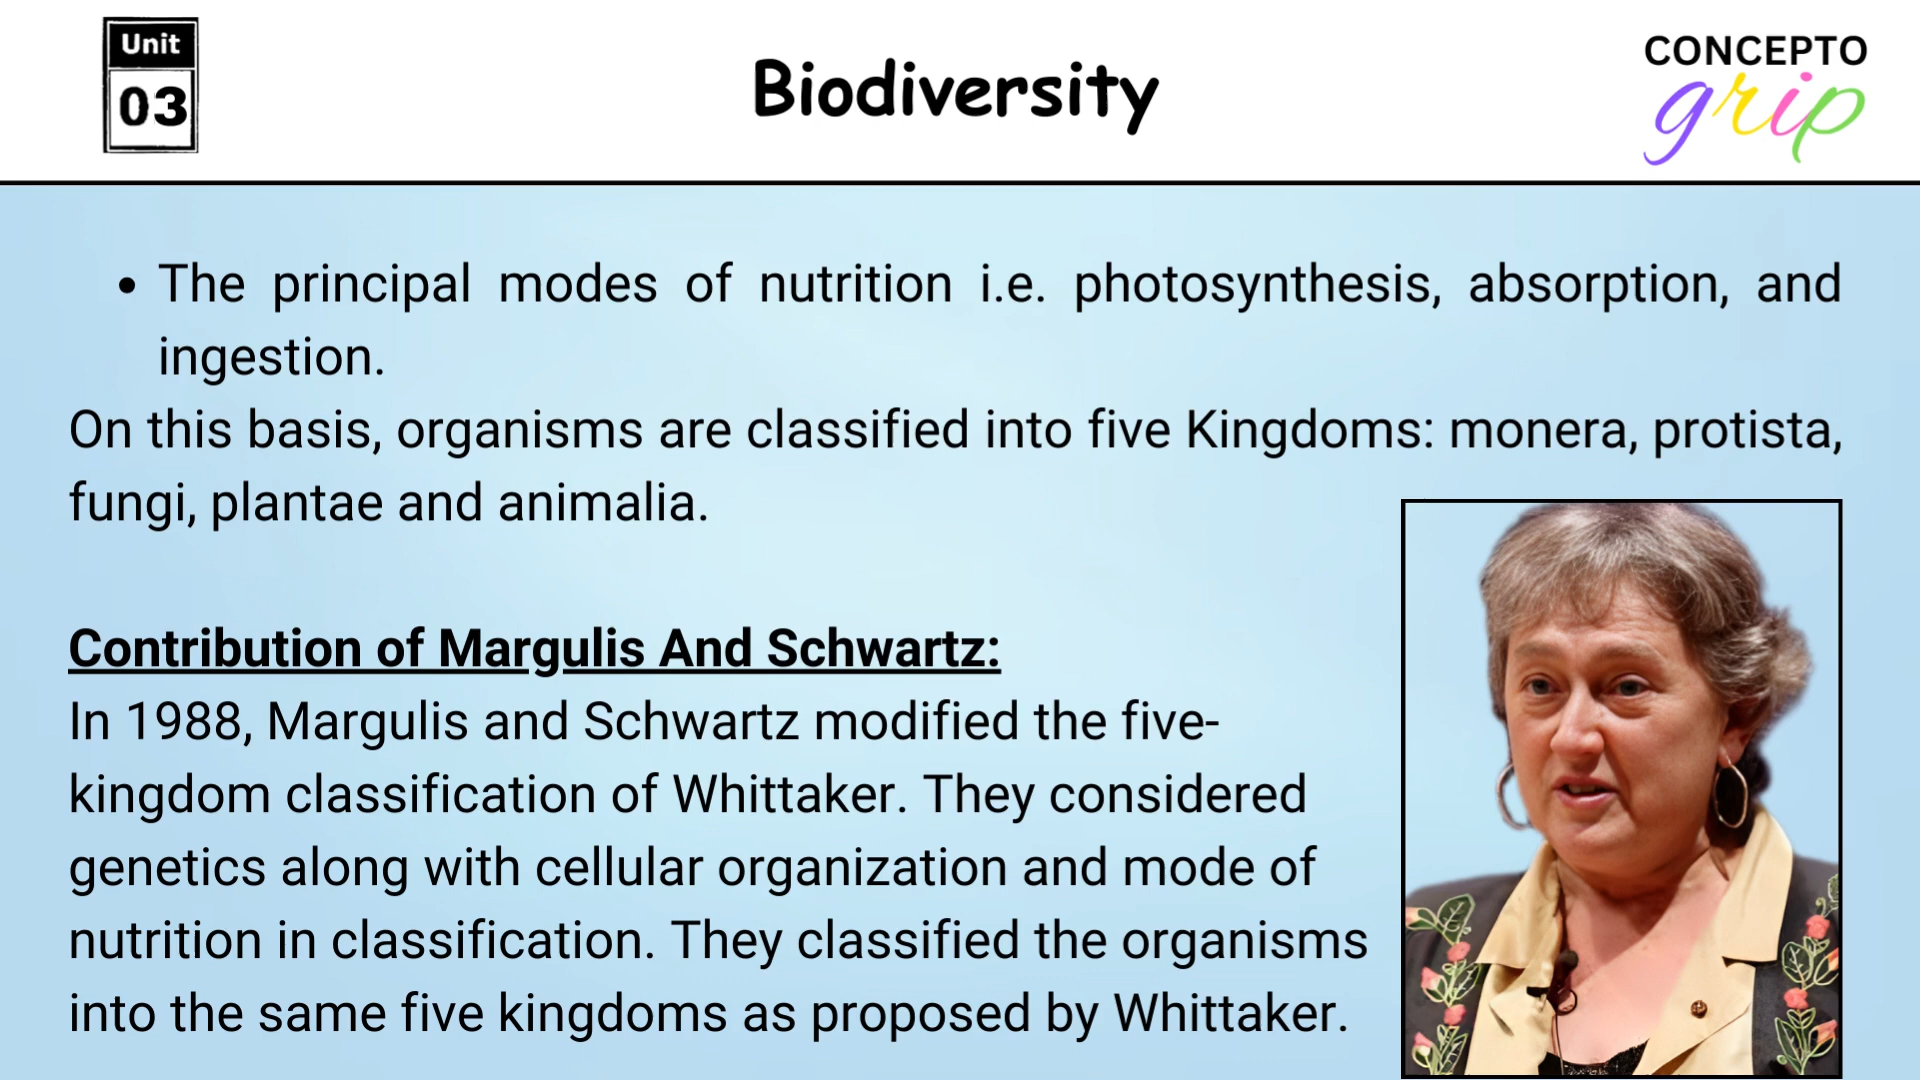 Unit
03
Biodiversity
CONCEPTO
grip
• The principal modes of nutrition i.e. photosynthesis, absorption, and
ingestion.
On this basis, organisms are classified into five Kingdoms: monera, protista,
fungi, plantae and animalia.
Contribution of Margulis And Schwartz:
In 1988, Margulis and Schwartz modified the five-
kingdom classification of Whittaker. They considered
genetics along with cellular organization and mode of
nutrition in classification. They classified the organisms
into the same five kingdoms as proposed by Whittaker.